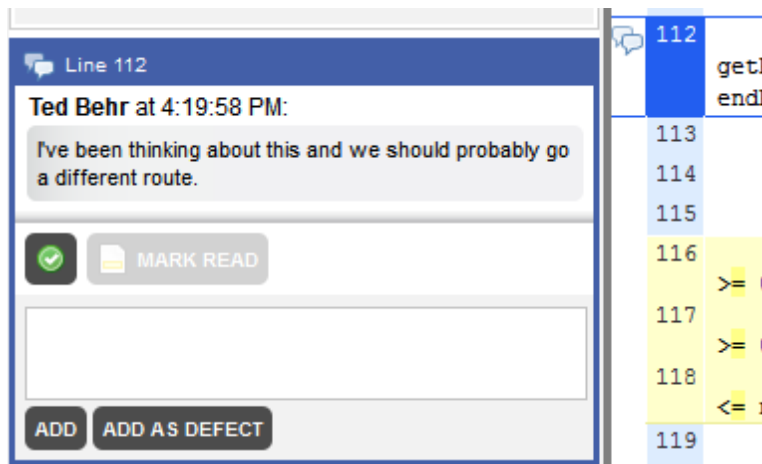 Line 112
Ted Behr at 4:19:58 PM:
I've been thinking about this and we should probably go
a different route.
MARK READ
ADD
ADD AS DEFECT
112
113
114
115
116
>=
117
>=
118
<=
119